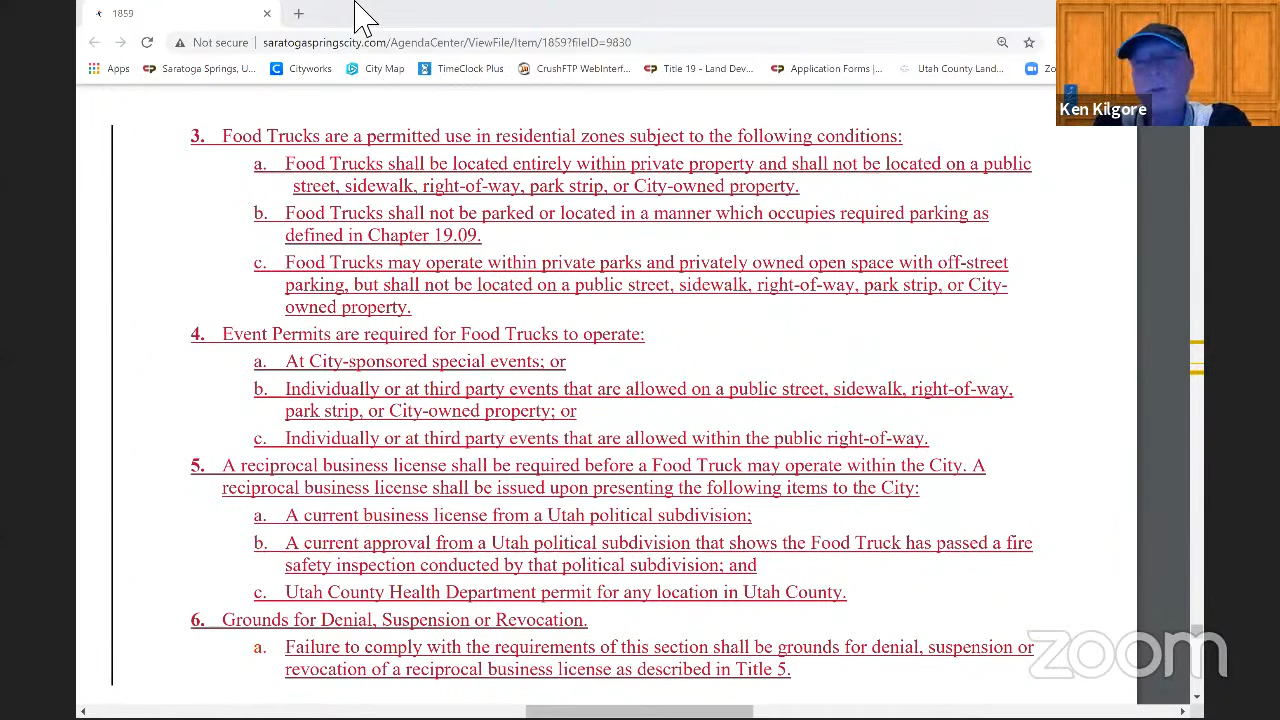 1859
Not secure saratogaspringscity.com/AgendaCenter/ViewFile/Item/1859?fileID=9830
Apps Saratoga Springs, U... Cityworks City Map TimeClock Plus CrushFTP WebInterf... Title 19 - Land Dev... Application Forms |... Utah County Land... Zo
Ken Kilgore
3. Food Trucks are a permitted use in residential zones subject to the following conditions:
a. Food Trucks shall be located entirely within private property and shall not be located on a public
street, sidewalk, right-of-way, park strip, or City-owned property.
b. Food Trucks shall not be parked or located in a manner which occupies required parking as
defined in Chapter 19.09.
c. Food Trucks may operate within private parks and privately owned open space with off-street
parking, but shall not be located on a public street, sidewalk, right-of-way, park strip, or City-
owned property.
4. Event Permits are required for Food Trucks to operate:
a. At City-sponsored special events; or
b. Individually or at third party events that are allowed on a public street, sidewalk, right-of-way,
park strip, or City-owned property; or
c. Individually or at third party events that are allowed within the public right-of-way.
5. A reciprocal business license shall be required before a Food Truck may operate within the City. A
reciprocal business license shall be issued upon presenting the following items to the City:
a. A current business license from a Utah political subdivision;
b. A current approval from a Utah political subdivision that shows the Food Truck has passed a fire
safety inspection conducted by that political subdivision; and
c. Utah County Health Department permit for any location in Utah County.
6. Grounds for Denial, Suspension or Revocation.
a. Failure to comply with the requirements of this section shall be grounds for denial, suspension or
revocation of a reciprocal business license as described in Title 5.
zoom